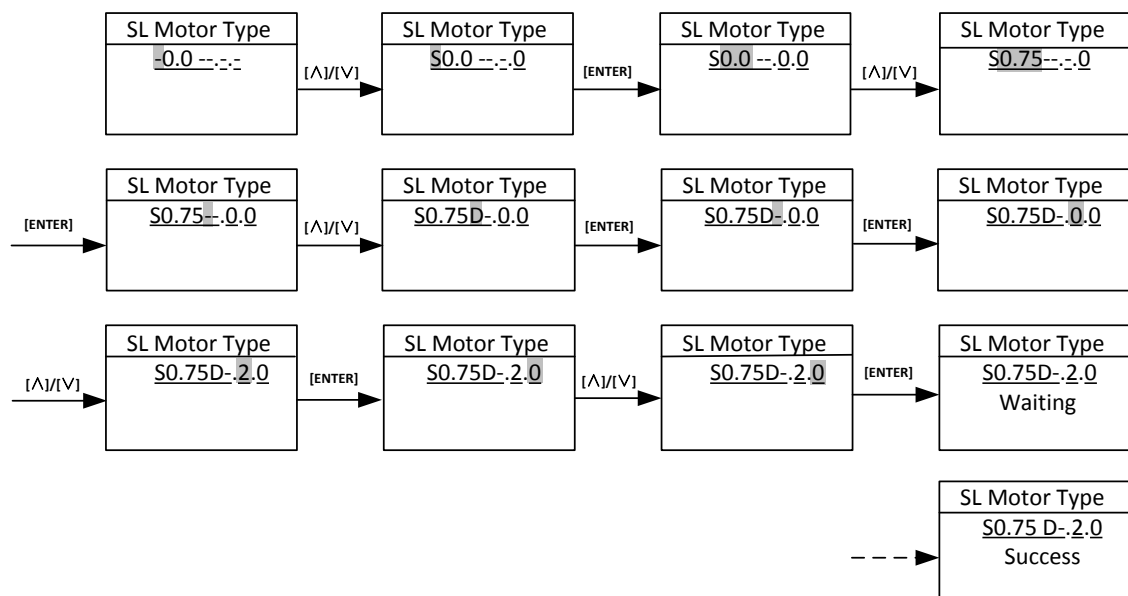 SL Motor Type
-0.0 --.-.-
[∧]/[∨]
SL Motor Type
S0.0 --.-.0
[ENTER]
SL Motor Type
S0.0 --.0.0
[∧]/[∨]
SL Motor Type
S0.75--.-.0
[ENTER]
SL Motor Type
S0.75--.0.0
[∧]/[∨]
SL Motor Type
S0.75D-.0.0
[ENTER]
SL Motor Type
S0.75D-.0.0
[ENTER]
SL Motor Type
S0.75D-.0.0
[∧]/[∨]
SL Motor Type
S0.75D-.2.0
[ENTER]
SL Motor Type
S0.75D-.2.0
[∧]/[∨]
SL Motor Type
S0.75D-.2.0
[ENTER]
SL Motor Type
S0.75D-.2.0
Waiting
SL Motor Type
S0.75 D-.2.0
Success